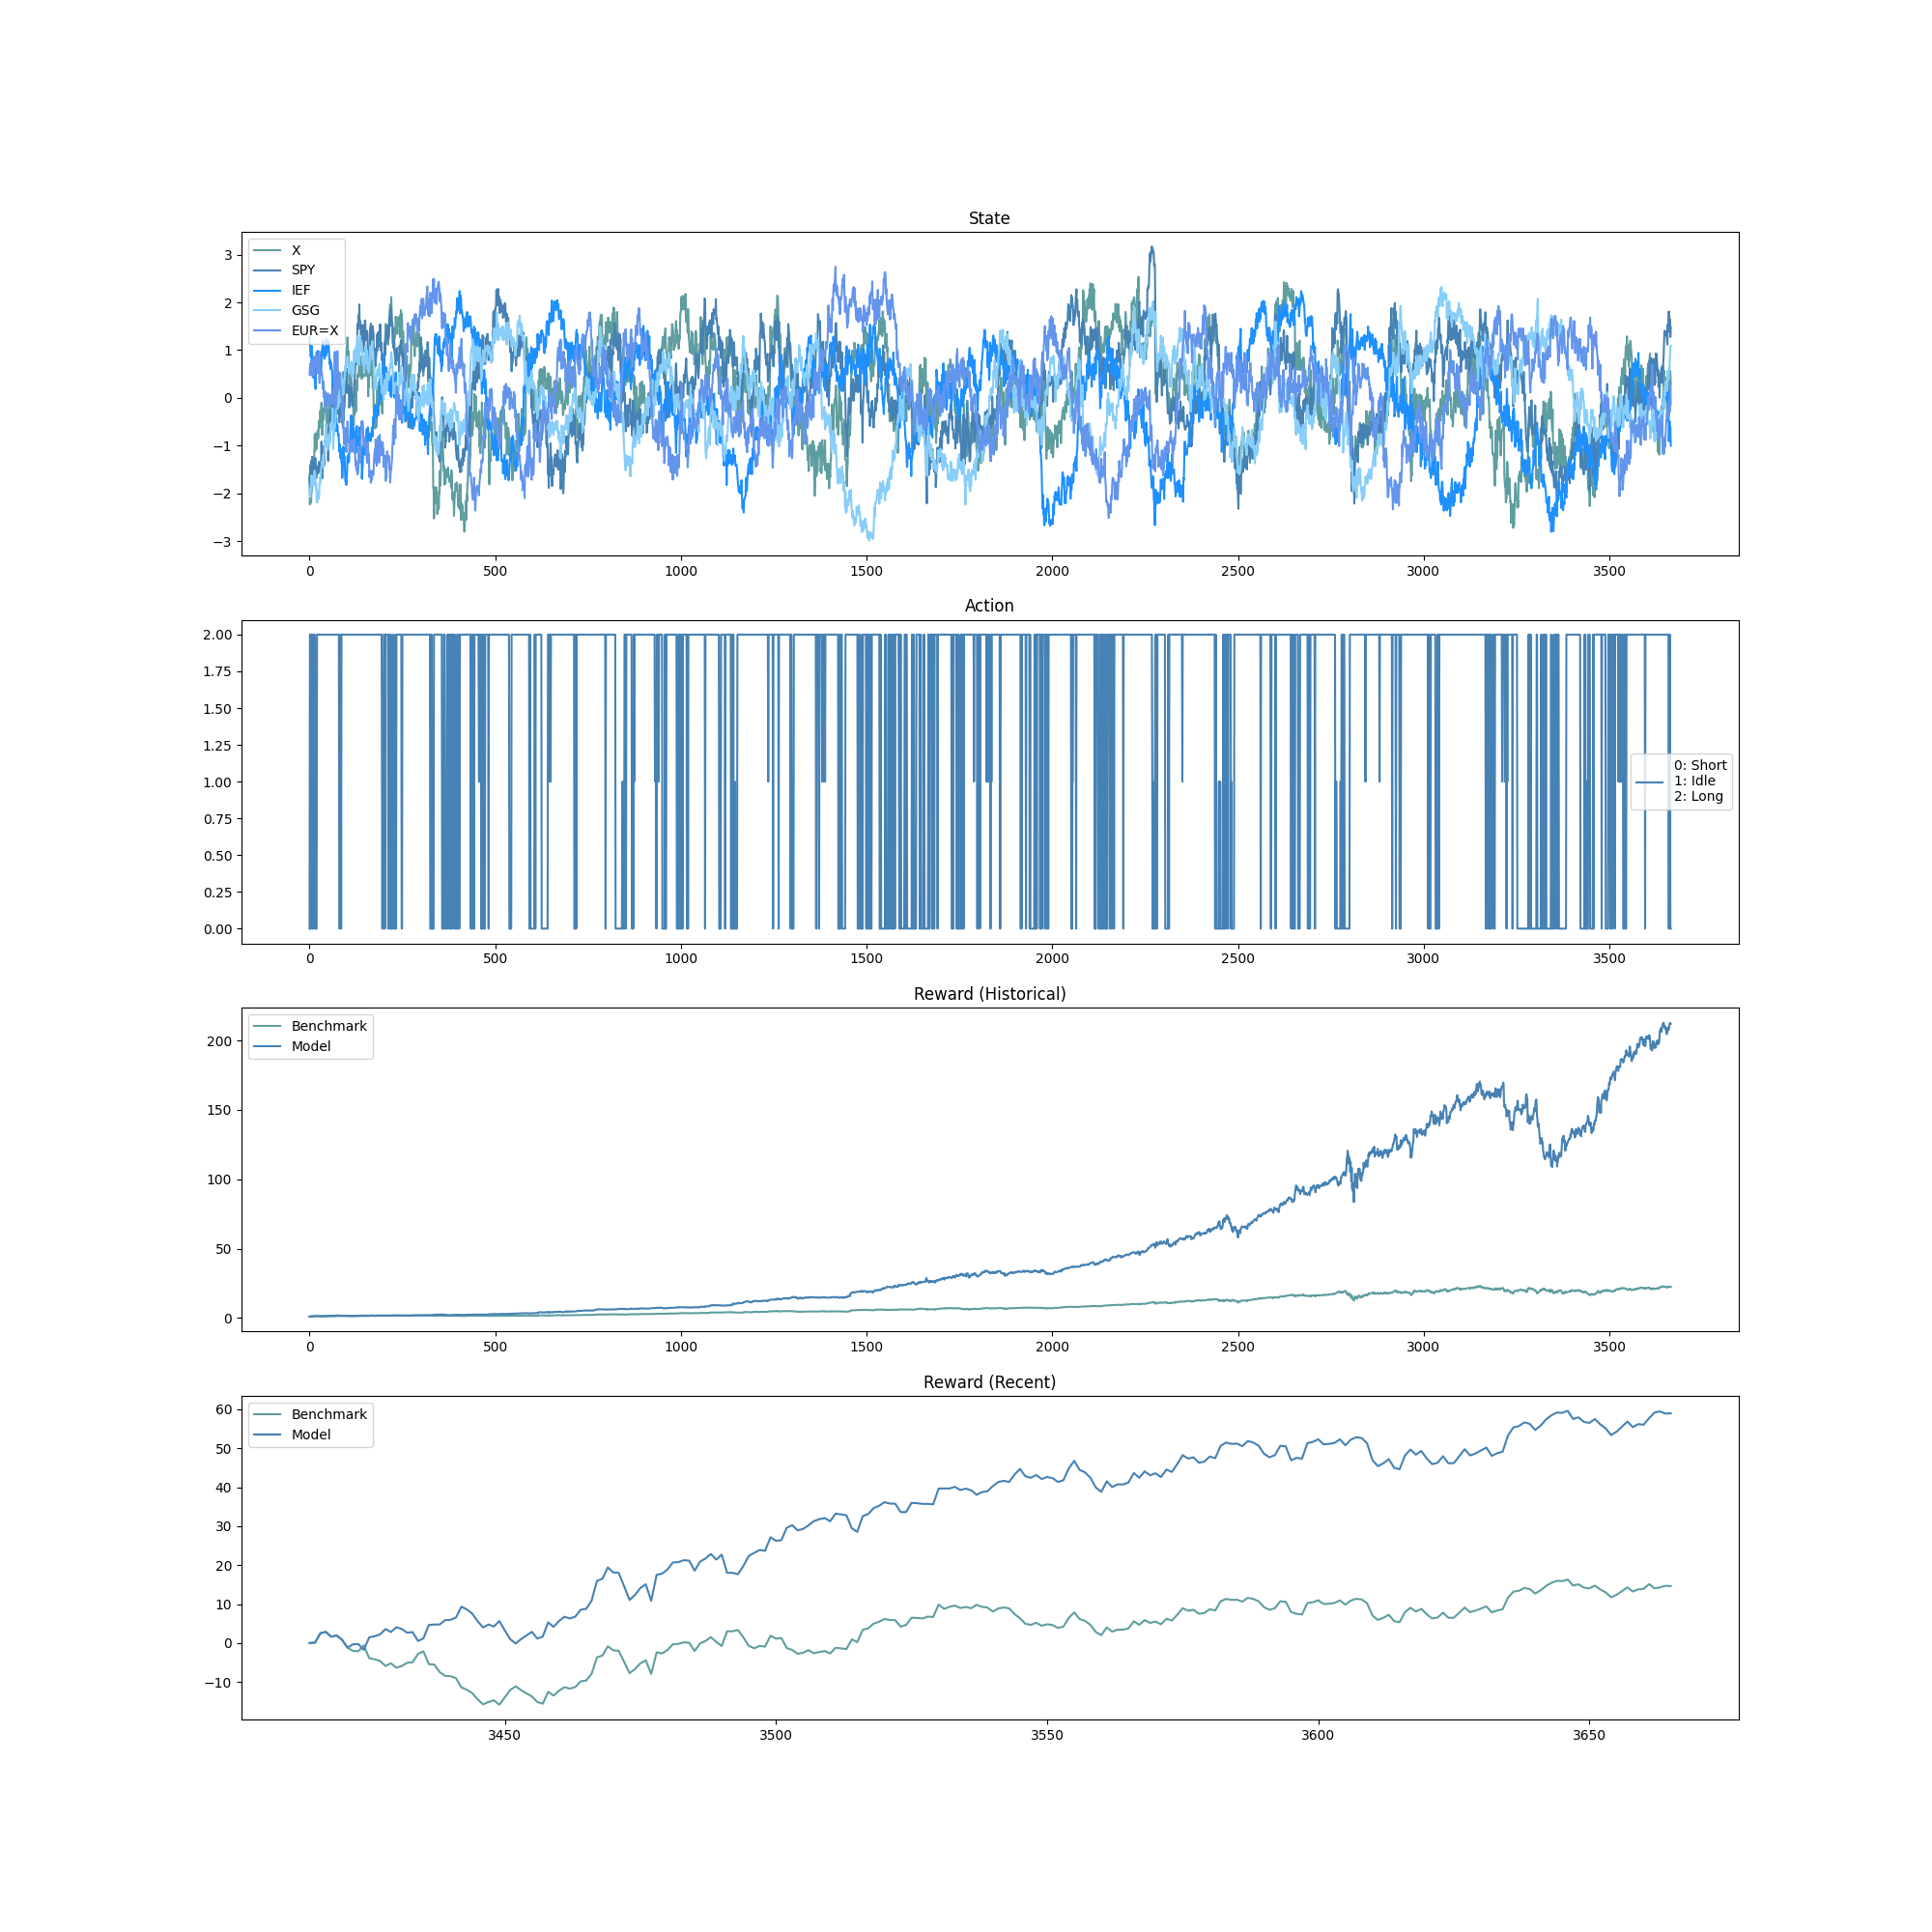 State
X
SPY
IEF
GSG
EUR=X
3
2
1
0
−1
−2
−3
0 500 1000 1500 2000 2500 3000 3500
Action
2.00
1.75
1.50
1.25
1.00
0.75
0.50
0.25
0.00
0: Short
1: Idle
2: Long
0 500 1000 1500 2000 2500 3000 3500
Reward (Historical)
Benchmark
Model
200
150
100
50
0
0 500 1000 1500 2000 2500 3000 3500
Reward (Recent)
Benchmark
Model
60
50
40
30
20
10
0
−10
3450 3500 3550 3600 3650